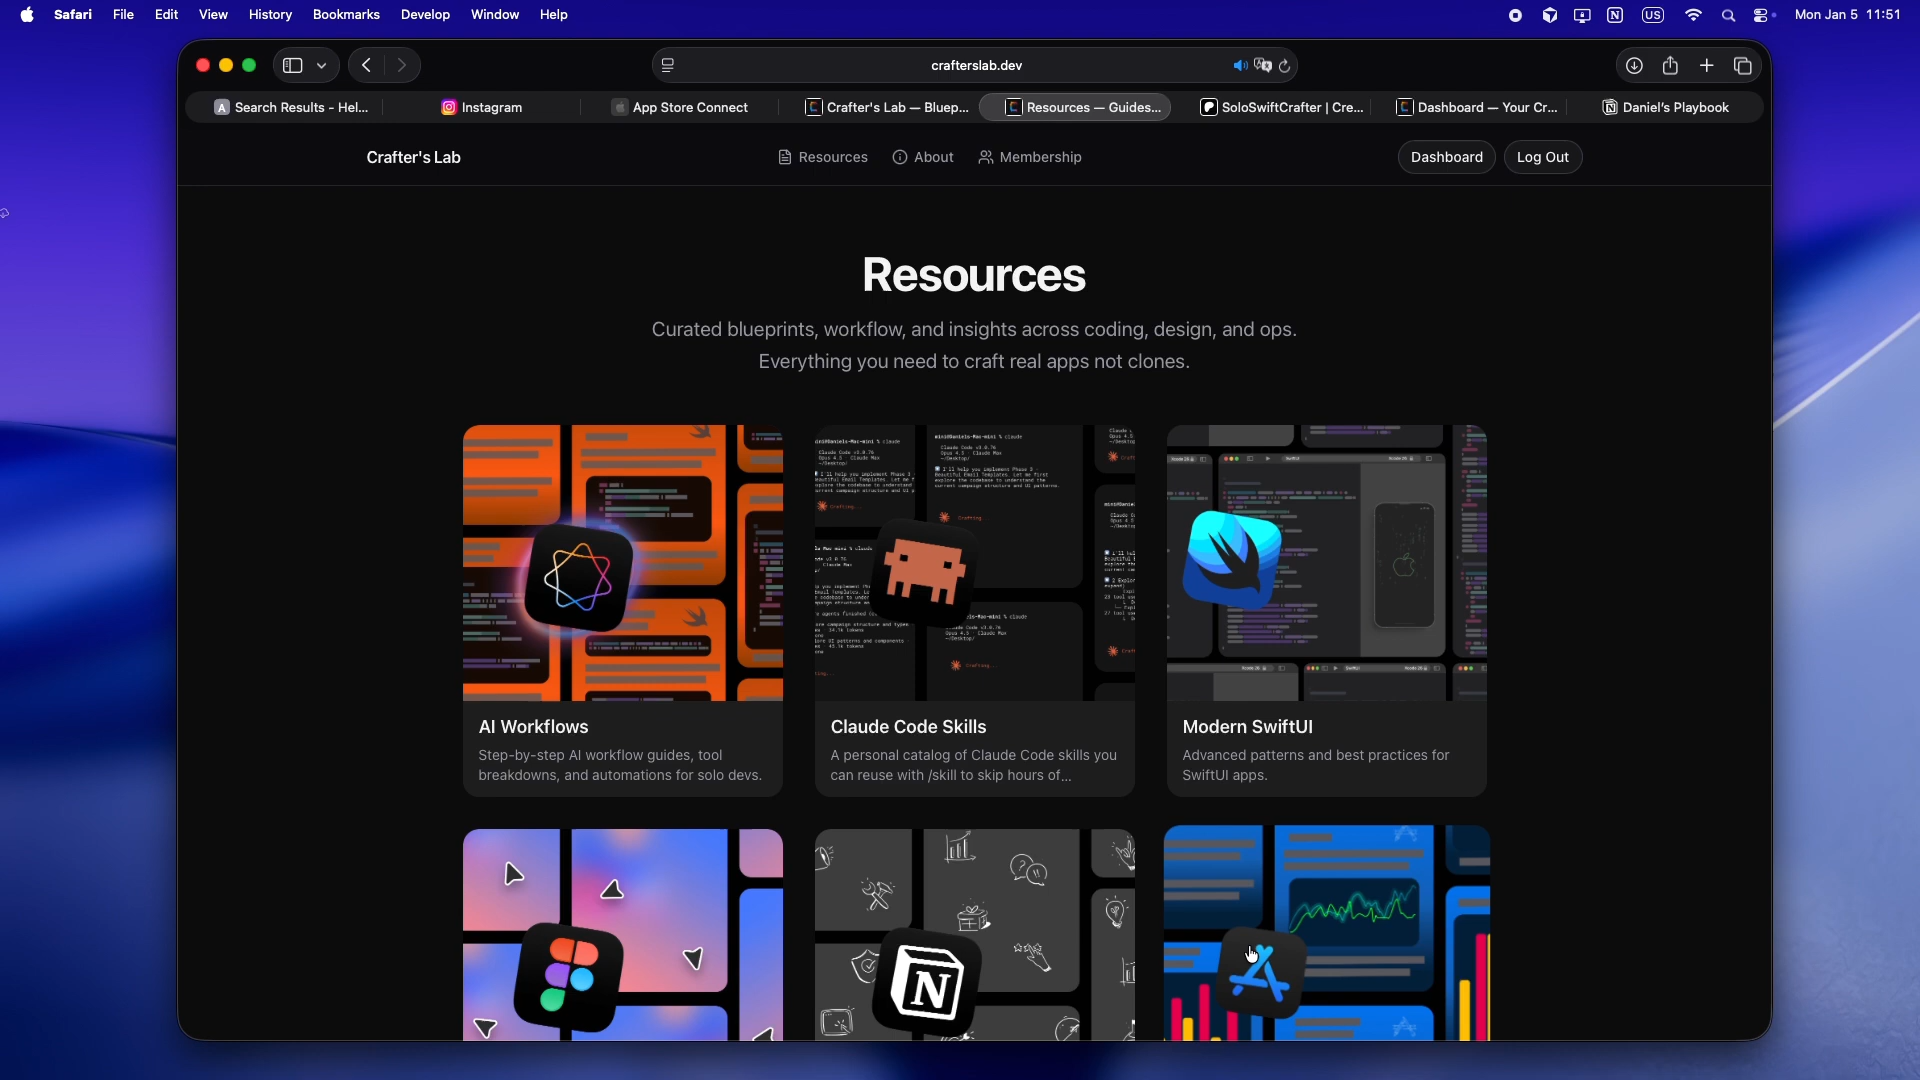 Safari File Edit View History Bookmarks Develop Window Help
US
Mon Jan 5 11:51
crafterslab.dev
Search Results - Hel...
Instagram
App Store Connect
Crafter's Lab — Bluep...
Resources — Guides...
SoloSwiftCrafter | Cre...
Dashboard — Your Cr...
Daniel's Playbook
Crafter's Lab
Resources
About
Membership
Dashboard
Log Out
Resources
Curated blueprints, workflow, and insights across coding, design, and ops.
Everything you need to craft real apps not clones.
AI Workflows
Step-by-step AI workflow guides, tool
breakdowns, and automations for solo devs.
Claude Code Skills
A personal catalog of Claude Code skills you
can reuse with /skill to skip hours of...
Modern SwiftUI
Advanced patterns and best practices for
SwiftUI apps.